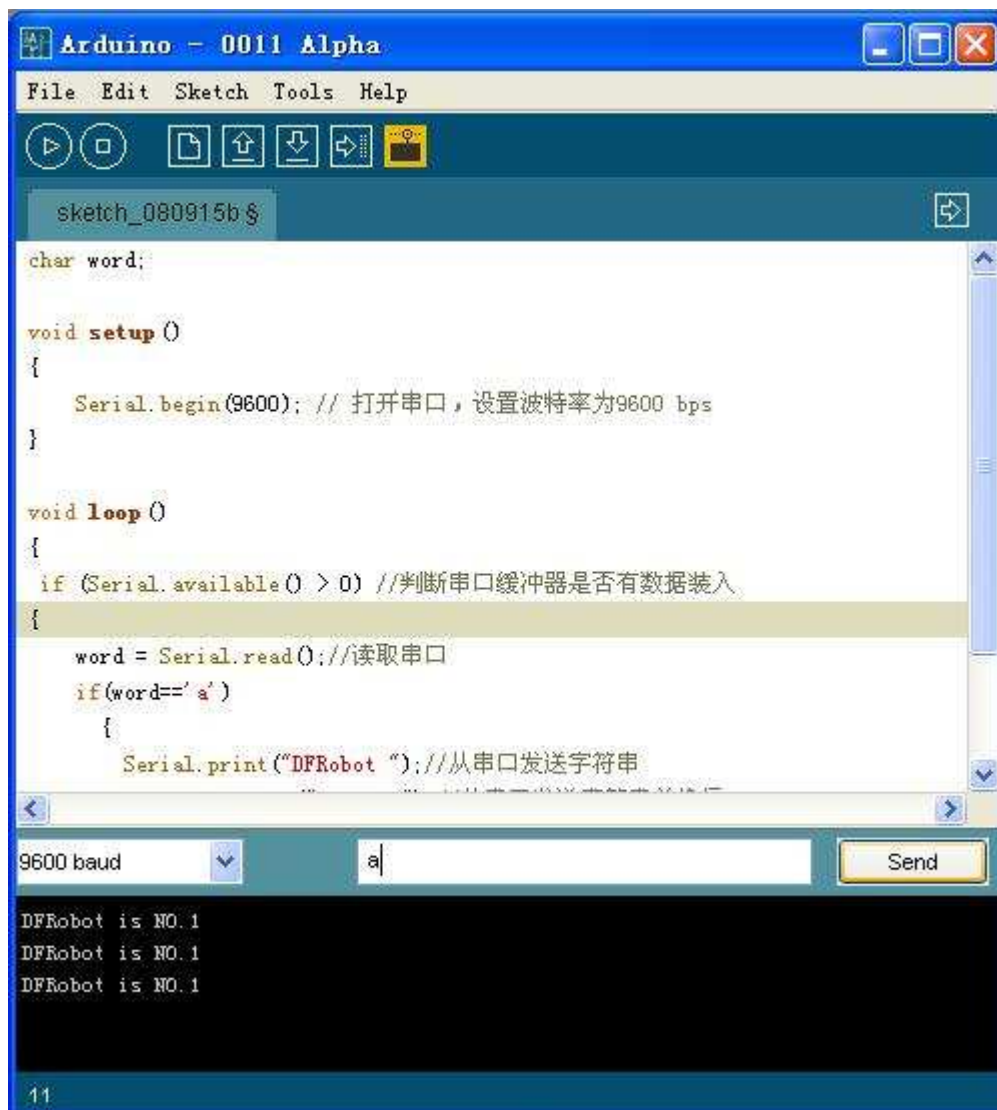 Arduino - 0011 Alpha
File Edit Sketch Tools Help
sketch_080915b §
char word;
void setup ()
{
Serial.begin(9600); // 打开串口，设置波特率为9600 bps
}
void loop ()
{
if (Serial.available() > 0) //判断串口缓冲器是否有数据装入
{
word = Serial.read();//读取串口
if(word=='a')
{
Serial.print("DFRobot ");//从串口发送字符串
9600 baud
a
Send
DFRobot is NO.1
DFRobot is NO.1
DFRobot is NO.1
11